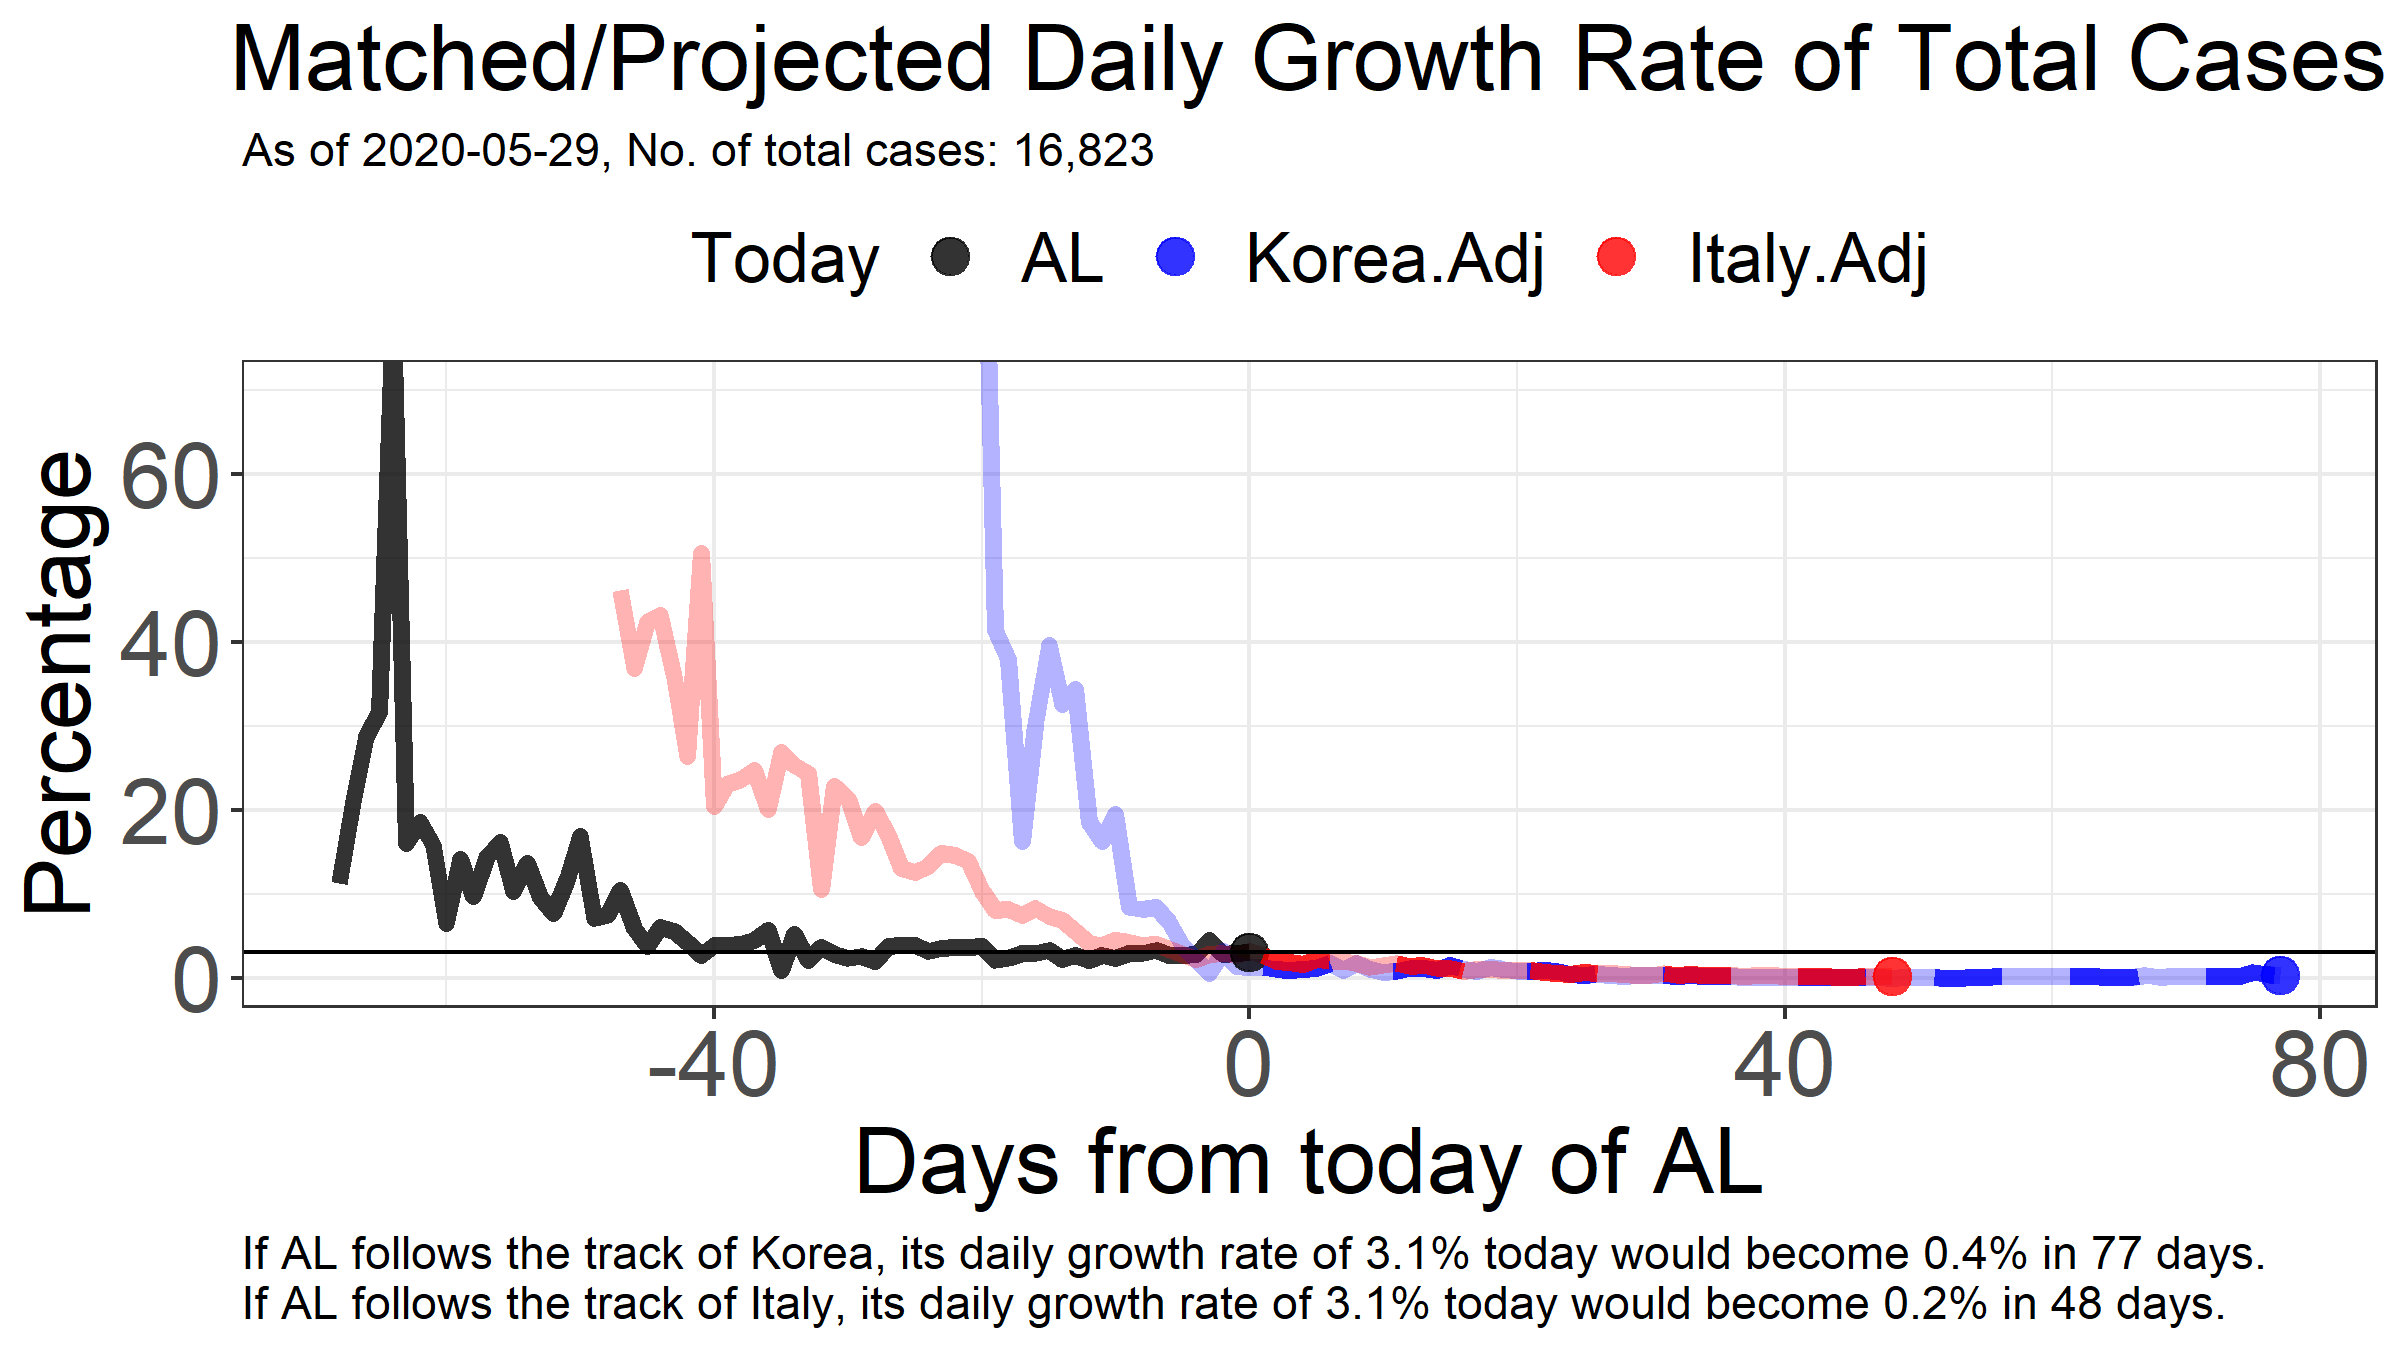 Matched/Projected Daily Growth Rate of Total Cases
As of 2020-05-29, No. of total cases: 16,823
Today AL Korea.Adj Italy.Adj
Percentage
60
40
20
0
-40 0 40 80
Days from today of AL
If AL follows the track of Korea, its daily growth rate of 3.1% today would become 0.4% in 77 days.
If AL follows the track of Italy, its daily growth rate of 3.1% today would become 0.2% in 48 days.